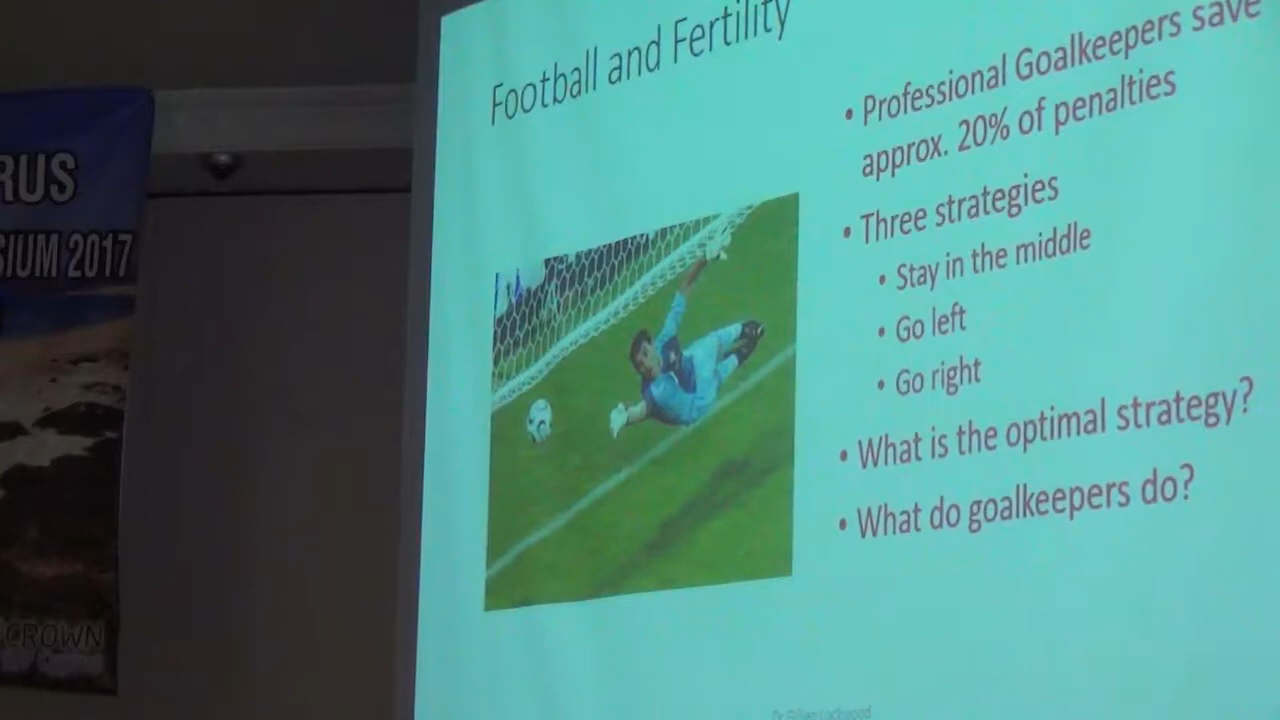 RUS
SIUM 2017
CROWN
Football and Fertility
• Professional Goalkeepers save
approx. 20% of penalties
• Three strategies
• Stay in the middle
• Go left
• Go right
• What is the optimal strategy?
• What do goalkeepers do?